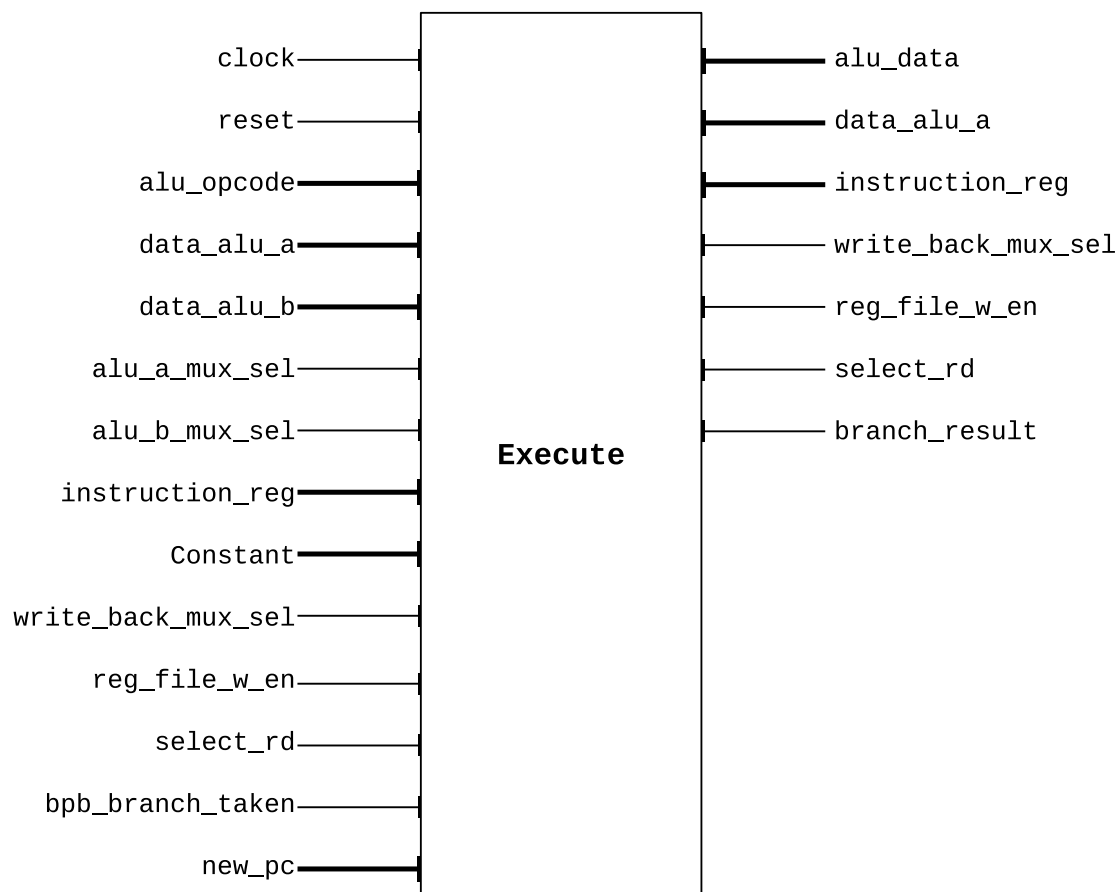 clock
reset
alu_opcode
data_alu_a
data_alu_b
alu_a_mux_sel
alu_b_mux_sel
instruction_reg
Constant
write_back_mux_sel
reg_file_w_en
select_rd
bpb_branch_taken
new_pc
Execute
alu_data
data_alu_a
instruction_reg
write_back_mux_sel
reg_file_w_en
select_rd
branch_result